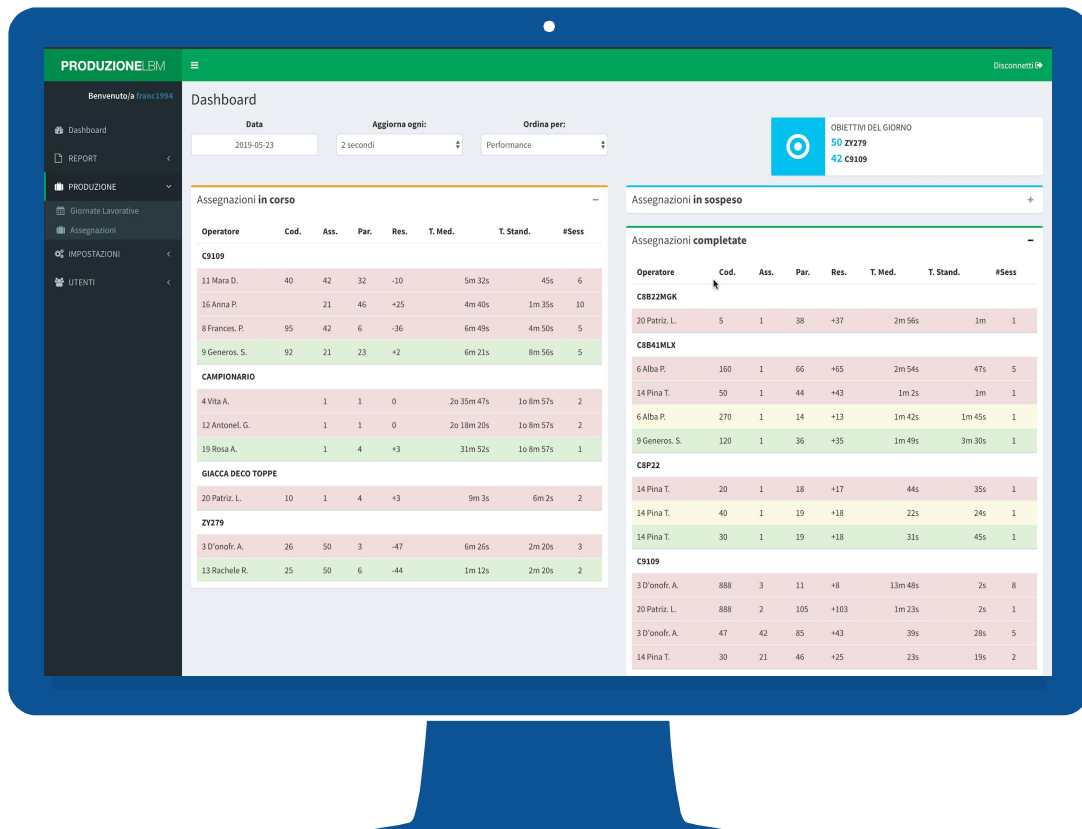 PRODUZIONELBM
Disconnetti
Benvenuto/a franc1994
Dashboard
REPORT
PRODUZIONE
Giornate Lavorative
Assegnazioni
IMPOSTAZIONI
UTENTI
Dashboard
Data Aggiorna ogni: Ordina per:
2019-05-23 2 secondi Performance
OBIETTIVI DEL GIORNO
50 ZY279
42 C9109
Assegnazioni in corso
Operatore Cod. Ass. Par. Res. T. Med. T. Stand. #Sess
C9109
11 Mara D. 40 42 32 -10 5m 32s 45s 6
16 Anna P. 21 46 +25 4m 40s 1m 35s 10
8 Frances. P. 95 42 6 -36 6m 49s 4m 50s 5
9 Generos. S. 92 21 23 +2 6m 21s 8m 56s 5
CAMPIONARIO
4 Vita A. 1 1 0 2o 35m 47s 1o 8m 57s 2
12 Antonel. G. 1 1 0 2o 18m 20s 1o 8m 57s 2
19 Rosa A. 1 4 +3 31m 52s 1o 8m 57s 1
GIACCA DECO TOPPE
20 Patriz. L. 10 1 4 +3 9m 3s 6m 2s 2
ZY279
3 D'onofr. A. 26 50 3 -47 6m 26s 2m 20s 3
13 Rachele R. 25 50 6 -44 1m 12s 2m 20s 2
Assegnazioni in sospeso
Assegnazioni completate
Operatore Cod. Ass. Par. Res. T. Med. T. Stand. #Sess
C8B22MGK
20 Patriz. L. 5 1 38 +37 2m 56s 1m 1
C8B41MLX
6 Alba P. 160 1 66 +65 2m 54s 47s 5
14 Pina T. 50 1 44 +43 1m 2s 1m 1
6 Alba P. 270 1 14 +13 1m 42s 1m 45s 1
9 Generos. S. 120 1 36 +35 1m 49s 3m 30s 1
C8P22
14 Pina T. 20 1 18 +17 44s 35s 1
14 Pina T. 40 1 19 +18 22s 24s 1
14 Pina T. 30 1 19 +18 31s 45s 1
C9109
3 D'onofr. A. 888 3 11 +8 13m 48s 2s 8
20 Patriz. L. 888 2 105 +103 1m 23s 2s 1
3 D'onofr. A. 47 42 85 +43 39s 28s 5
14 Pina T. 30 21 46 +25 23s 19s 2